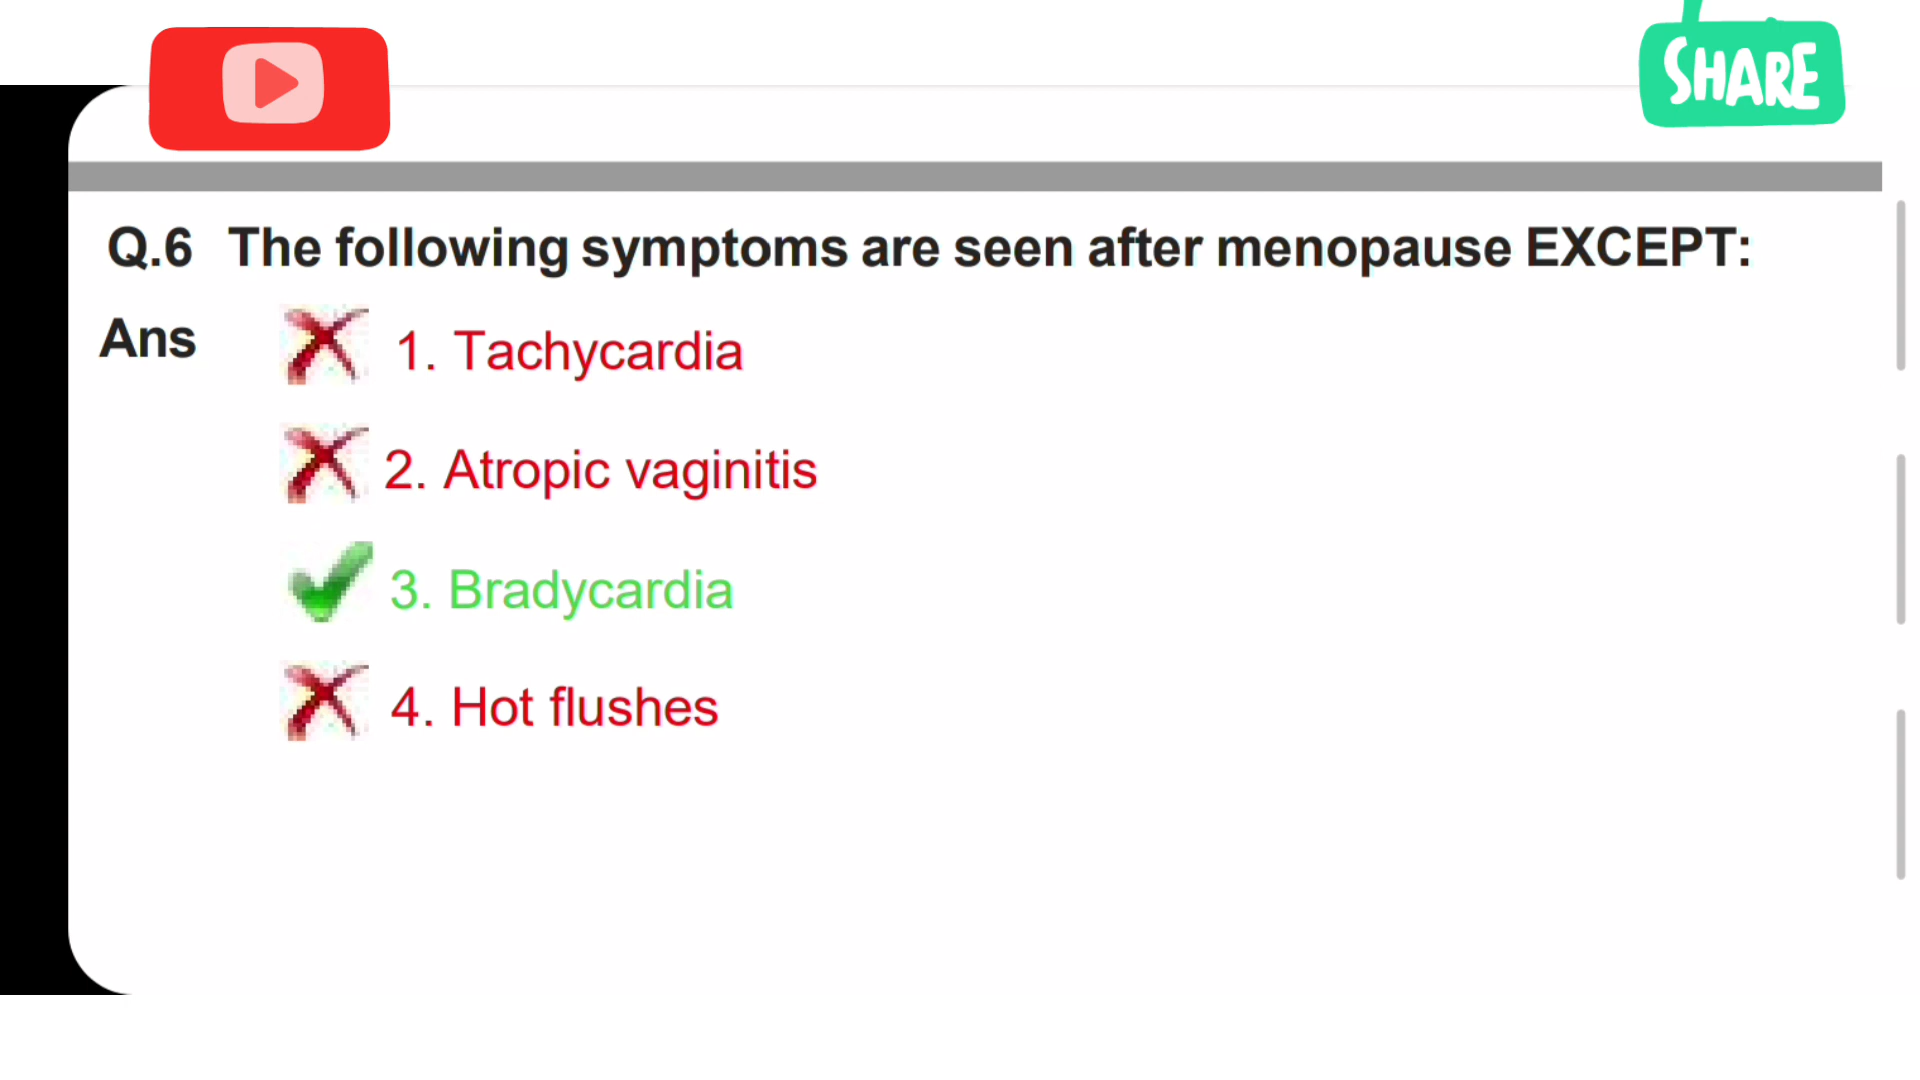 SHARE
Q.6 The following symptoms are seen after menopause EXCEPT:
Ans 1. Tachycardia
2. Atropic vaginitis
3. Bradycardia
4. Hot flushes